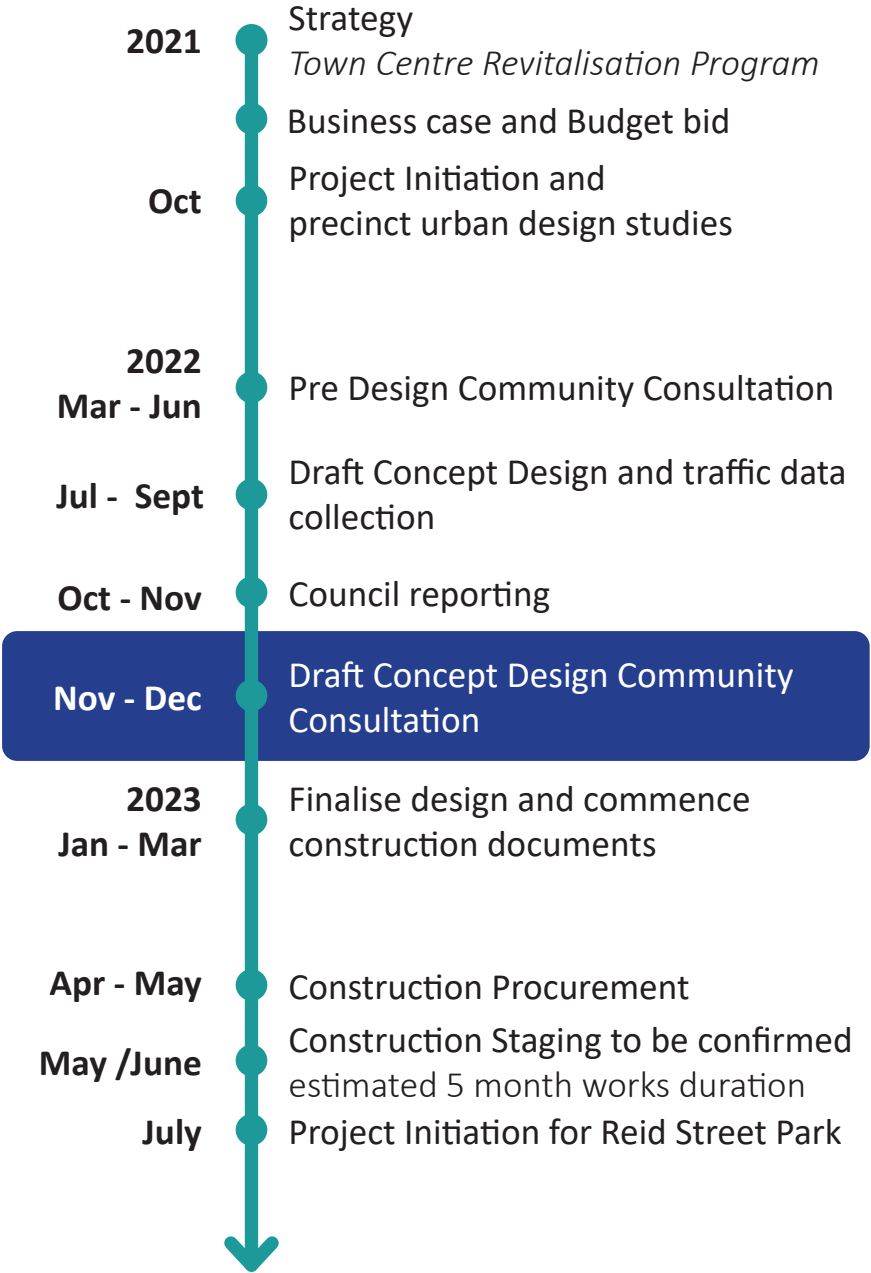 2021
Strategy
Town Centre Revitalisation Program
Business case and Budget bid
Oct
Project Initiation and
precinct urban design studies
2022
Mar - Jun
Pre Design Community Consultation
Jul - Sept
Draft Concept Design and traffic data
collection
Oct - Nov
Council reporting
Nov - Dec
Draft Concept Design Community
Consultation
2023
Jan - Mar
Finalise design and commence
construction documents
Apr - May
Construction Procurement
May /June
Construction Staging to be confirmed
estimated 5 month works duration
July
Project Initiation for Reid Street Park